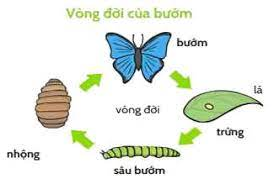 Vòng đời của bướm
bướm
lá
vòng đời
trứng
nhộng
sâu bướm